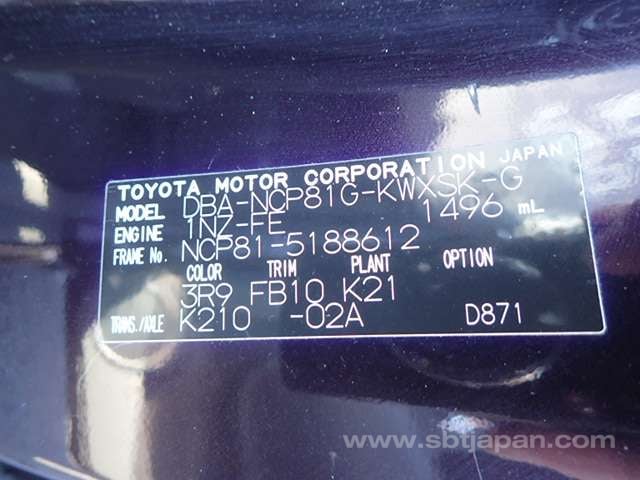 TOYOTA MOTOR CORPORATION JAPAN
MODEL DBA-NCP81G-KWXSK-G
ENGINE 1NZ-FE 1496 mL
FRAME No. NCP81-5188612
COLOR TRIM PLANT OPTION
3R9 FB10 K21
TRANS./AXLE K210 -02A D871
www.sbtjapan.com